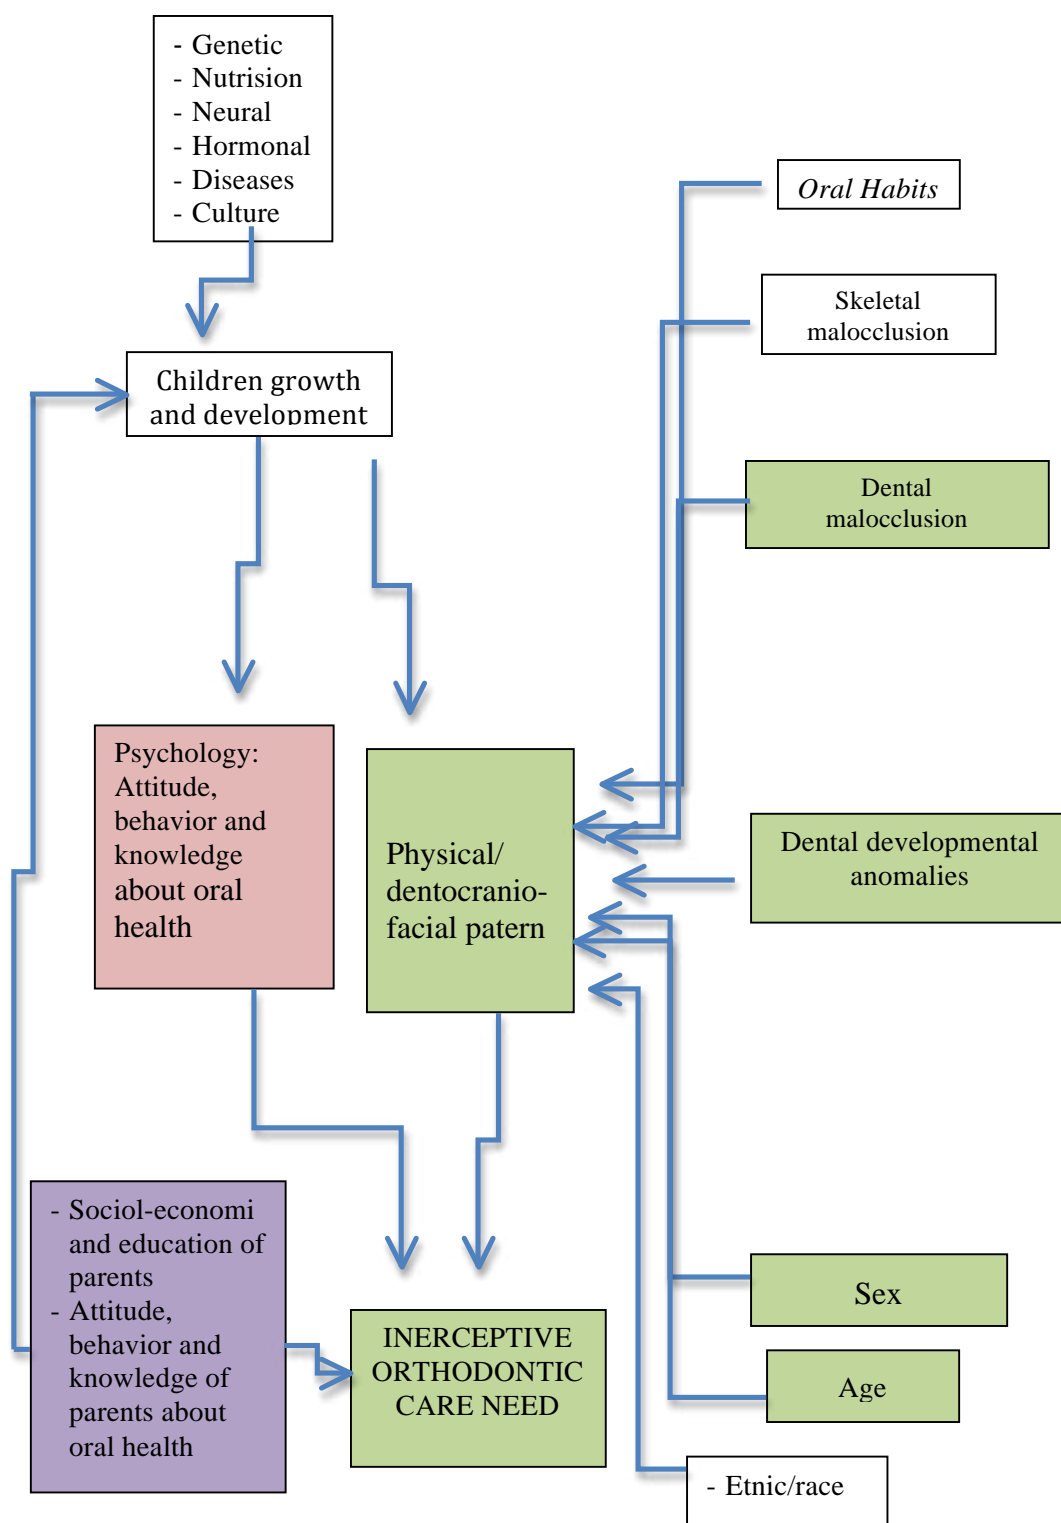 - Genetic
- Nutrision
- Neural
- Hormonal
- Diseases
- Culture
Oral Habits
Skeletal
malocclusion
Children growth
and development
Dental
malocclusion
Psychology:
Attitude,
behavior and
knowledge
about oral
health
Physical/
dentocranio-
facial patern
Dental developmental
anomalies
- Sociol-economi
and education of
parents
- Attitude,
behavior and
knowledge of
parents about
oral health
INERCEPTIVE
ORTHODONTIC
CARE NEED
Sex
Age
- Etnic/race